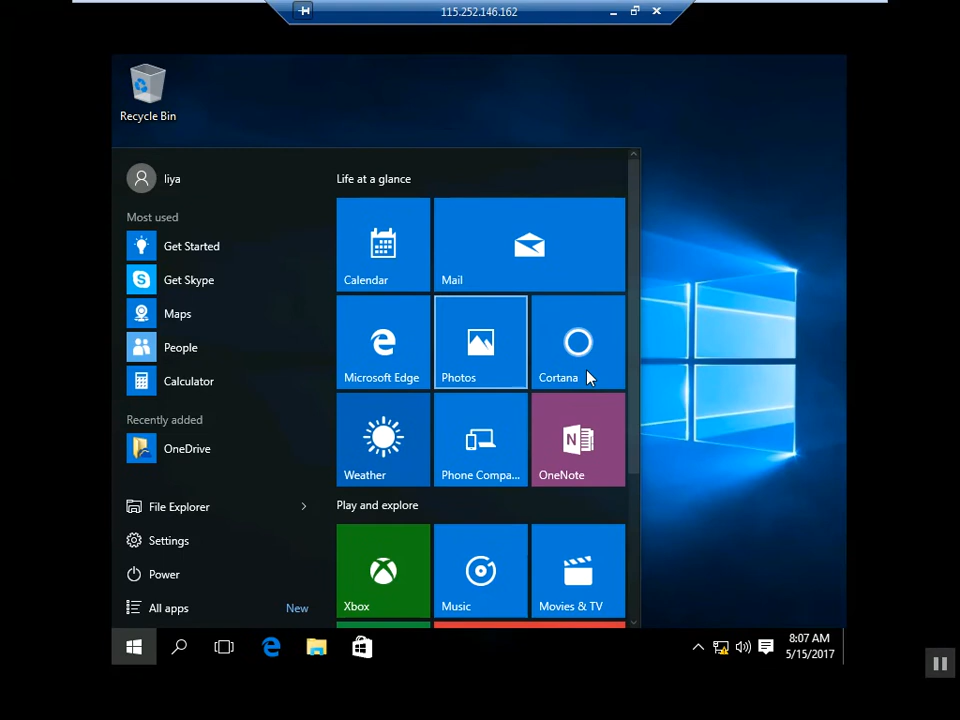 115.252.146.162
Recycle Bin
liya
Most used
Get Started
Get Skype
Maps
People
Calculator
Recently added
OneDrive
File Explorer
Settings
Power
All apps
New
Life at a glance
Calendar
Mail
Microsoft Edge
Photos
Cortana
Weather
Phone Compa...
OneNote
Play and explore
Xbox
Music
Movies & TV
8:07 AM
5/15/2017